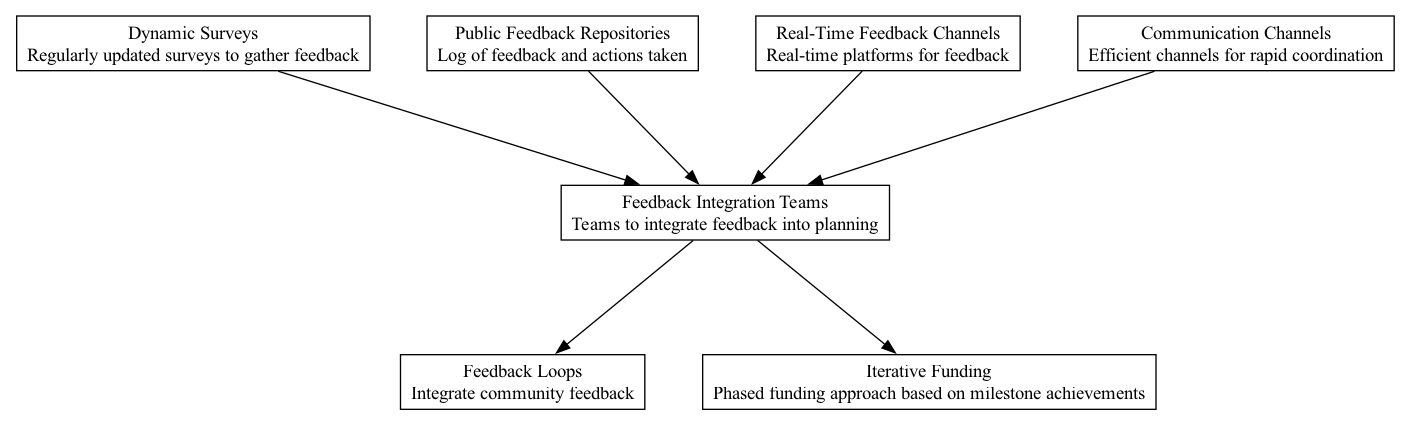 Dynamic Surveys
Regularly updated surveys to gather feedback
Public Feedback Repositories
Log of feedback and actions taken
Real-Time Feedback Channels
Real-time platforms for feedback
Communication Channels
Efficient channels for rapid coordination
Feedback Integration Teams
Teams to integrate feedback into planning
Feedback Loops
Integrate community feedback
Iterative Funding
Phased funding approach based on milestone achievements